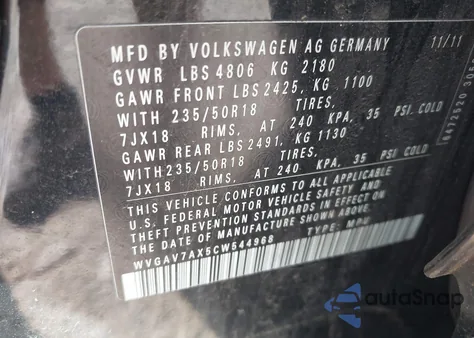 MFD BY VOLKSWAGEN AG GERMANY 11/11
GVWR LBS 4806 KG 2180
GAWR FRONT LBS 2425, KG 1100
WITH 235/50R18 TIRES,
7JX18 RIMS, AT 240 KPA, 35 PSI COLD
GAWR REAR LBS 2491, KG 1130
WITH 235/50R18 TIRES,
7JX18 RIMS, AT 240 KPA, 35 PSI COLD
THIS VEHICLE CONFORMS TO ALL APPLICABLE
U.S. FEDERAL MOTOR VEHICLE SAFETY AND
THEFT PREVENTION STANDARDS IN EFFECT ON
THE DATE OF MANUFACTURE SHOWN ABOVE.
WVGAV7AX5CW544968 TYPE: MPV
autaSnap